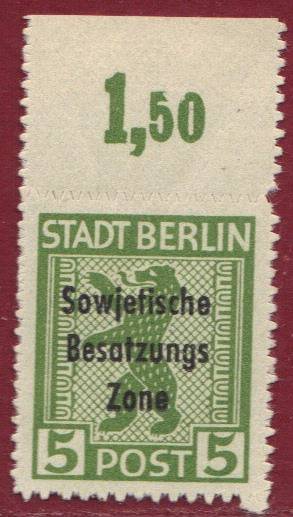 1,50
STADT BERLIN
Sowjetische
Besatzungs
Zone
5 POST 5